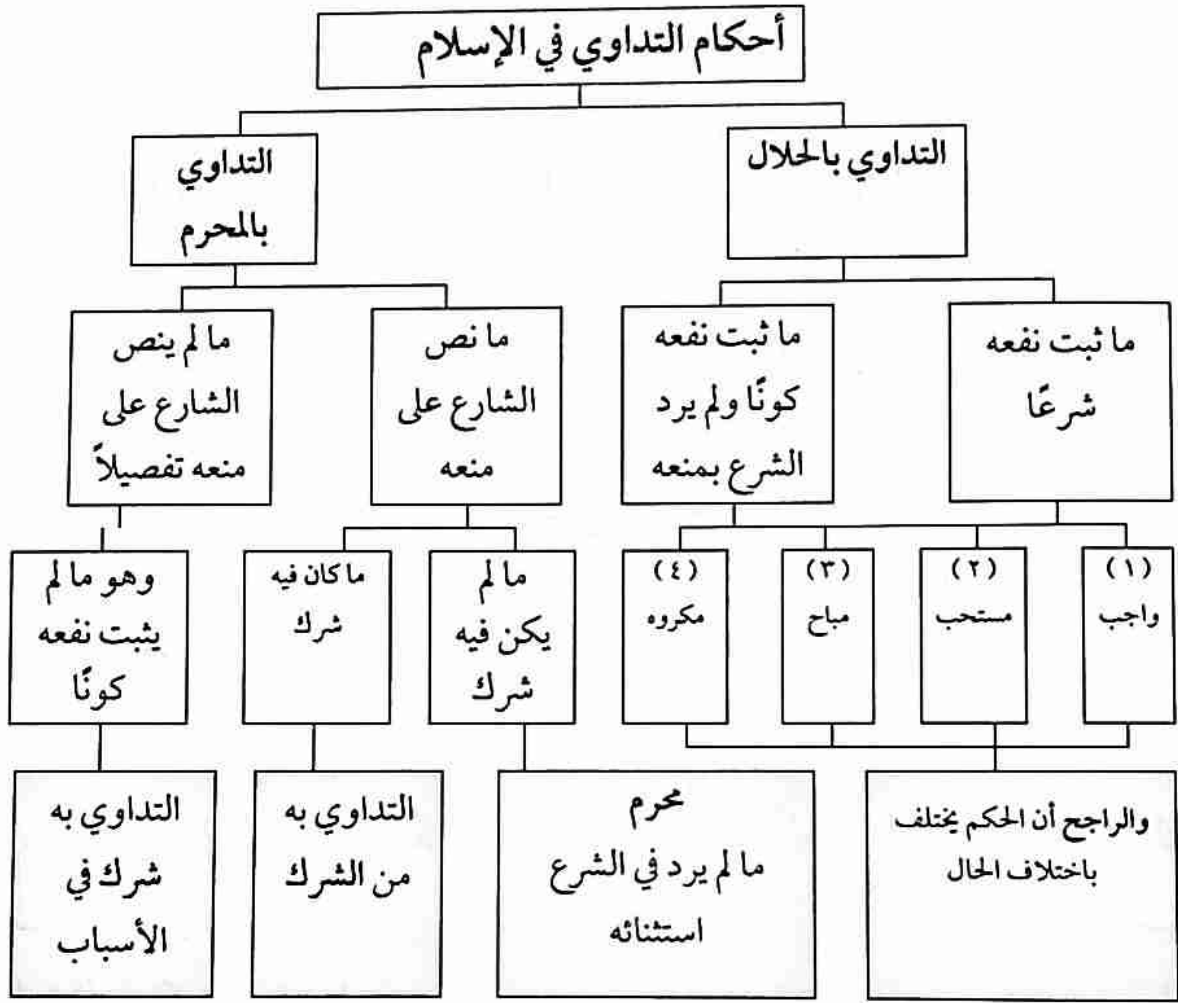 أحكام التداوي في الإسلام
التداوي بالحلال
التداوي
بالمحرم
ما ثبت نفعه
شرعًا
ما ثبت نفعه
كونًا ولم يرد
الشرع بمنعه
ما نص
الشارع على
منعه
ما لم ينص
الشارع على
منعه تفصيلاً
(١)
واجب
(٢)
مستحب
(٣)
مباح
(٤)
مكروه
ما لم
يكن فيه
شرك
ما كان فيه
شرك
وهو ما لم
يثبت نفعه
كونًا
والراجح أن الحكم يختلف
باختلاف الحال
محرم
ما لم يرد في الشرع
استثنائه
التداوي به
من الشرك
التداوي به
شرك في
الأسباب